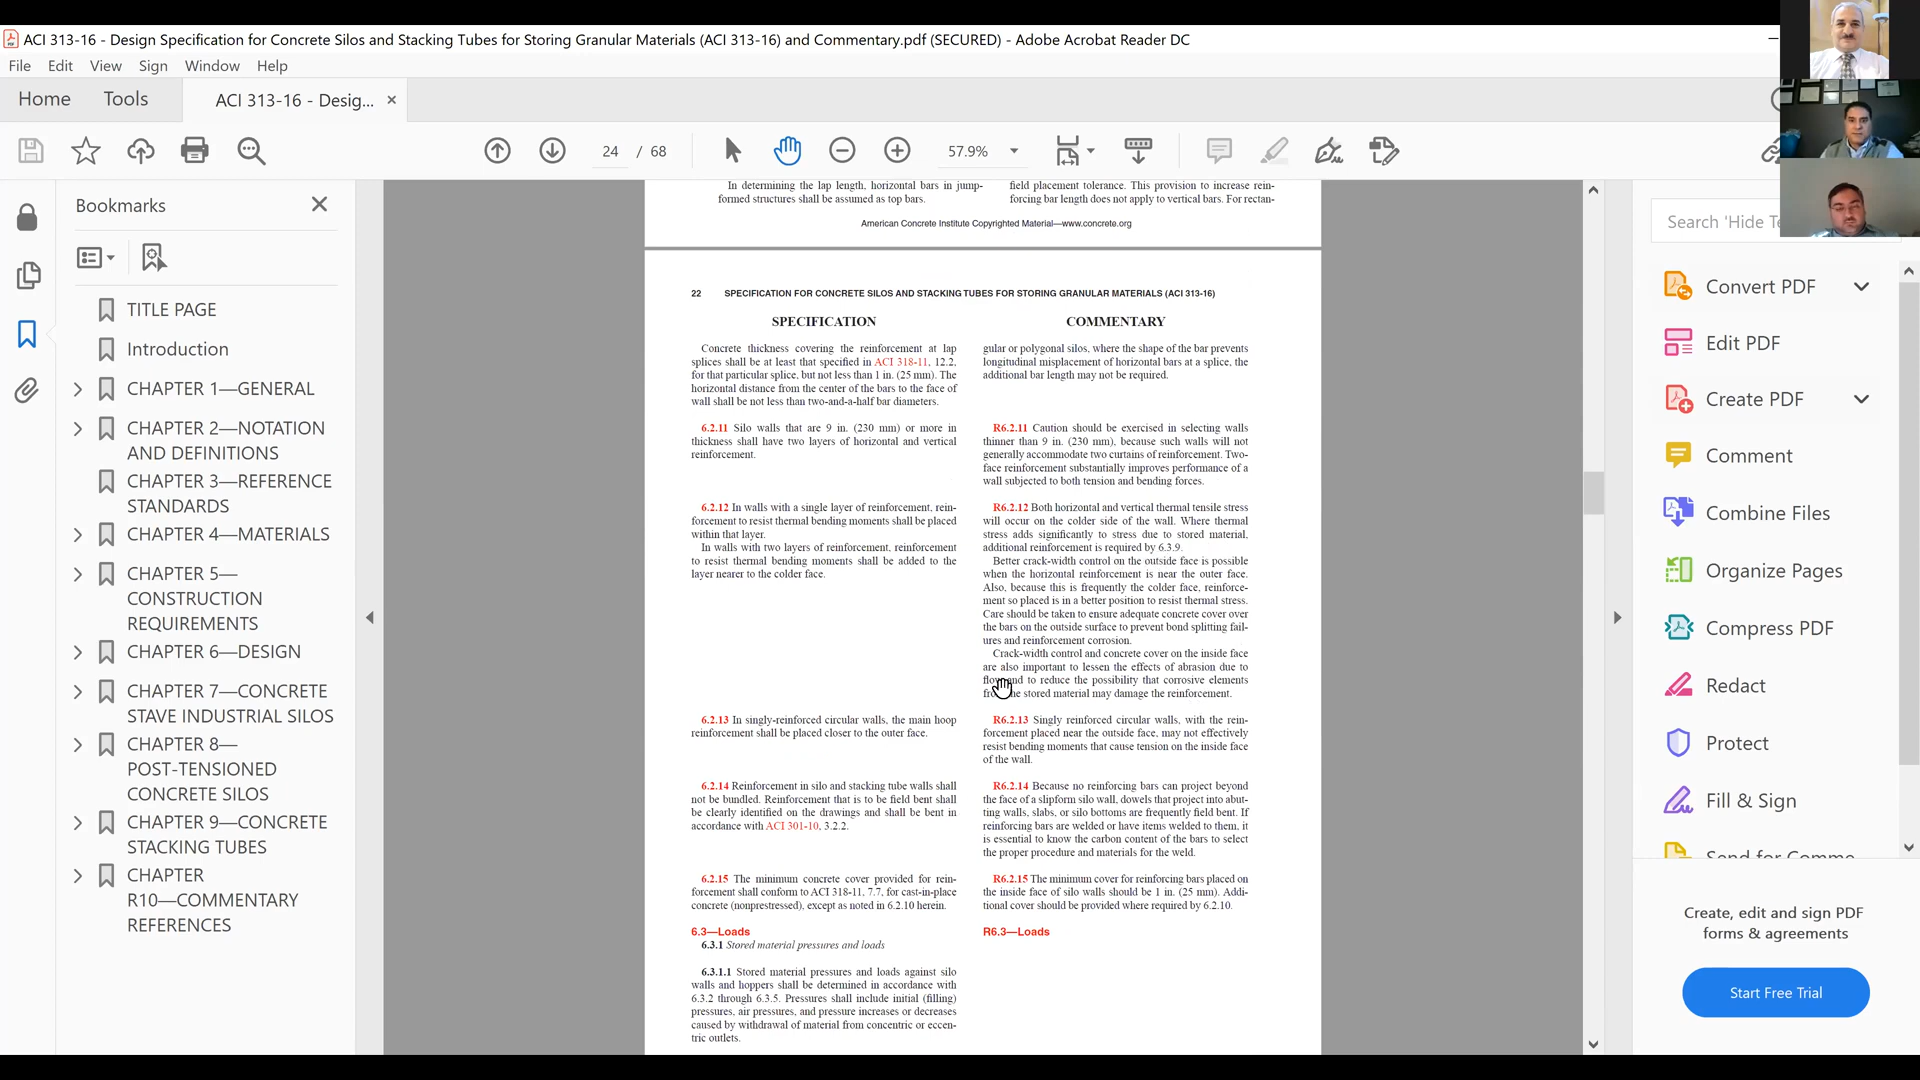 ACI 313-16 - Design Specification for Concrete Silos and Stacking Tubes for Storing Granular Materials (ACI 313-16) and Commentary.pdf (SECURED) - Adobe Acrobat Reader DC
File Edit View Sign Window Help
Home Tools ACI 313-16 - Desig... ×
24 / 68 57.9%
Bookmarks
TITLE PAGE
Introduction
CHAPTER 1—GENERAL
CHAPTER 2—NOTATION
AND DEFINITIONS
CHAPTER 3—REFERENCE
STANDARDS
CHAPTER 4—MATERIALS
CHAPTER 5—
CONSTRUCTION
REQUIREMENTS
CHAPTER 6—DESIGN
CHAPTER 7—CONCRETE
STAVE INDUSTRIAL SILOS
CHAPTER 8—
POST-TENSIONED
CONCRETE SILOS
CHAPTER 9—CONCRETE
STACKING TUBES
CHAPTER
R10—COMMENTARY
REFERENCES
In determining the lap length, horizontal bars in jump-
formed structures shall be assumed as top bars.
field placement tolerance. This provision to increase rein-
forcing bar length does not apply to vertical bars. For rectan-
American Concrete Institute Copyrighted Material—www.concrete.org
22 SPECIFICATION FOR CONCRETE SILOS AND STACKING TUBES FOR STORING GRANULAR MATERIALS (ACI 313-16)
SPECIFICATION
Concrete thickness covering the reinforcement at lap
splices shall be at least that specified in ACI 318-11, 12.2,
for that particular splice, but not less than 1 in. (25 mm). The
horizontal distance from the center of the bars to the face of
wall shall be not less than two-and-a-half bar diameters.
6.2.11 Silo walls that are 9 in. (230 mm) or more in
thickness shall have two layers of horizontal and vertical
reinforcement.
6.2.12 In walls with a single layer of reinforcement, rein-
forcement to resist thermal bending moments shall be placed
within that layer.
In walls with two layers of reinforcement, reinforcement
to resist thermal bending moments shall be added to the
layer nearer to the colder face.
6.2.13 In singly-reinforced circular walls, the main hoop
reinforcement shall be placed closer to the outer face.
6.2.14 Reinforcement in silo and stacking tube walls shall
not be bundled. Reinforcement that is to be field bent shall
be clearly identified on the drawings and shall be bent in
accordance with ACI 301-10, 3.2.2.
6.2.15 The minimum concrete cover provided for rein-
forcement shall conform to ACI 318-11, 7.7, for cast-in-place
concrete (nonprestressed), except as noted in 6.2.10 herein.
6.3—Loads
6.3.1 Stored material pressures and loads
6.3.1.1 Stored material pressures and loads against silo
walls and hoppers shall be determined in accordance with
6.3.2 through 6.3.5. Pressures shall include initial (filling)
pressures, air pressures, and pressure increases or decreases
caused by withdrawal of material from concentric or eccen-
tric outlets.
COMMENTARY
gular or polygonal silos, where the shape of the bar prevents
longitudinal misplacement of horizontal bars at a splice, the
additional bar length may not be required.
R6.2.11 Caution should be exercised in selecting walls
thinner than 9 in. (230 mm), because such walls will not
generally accommodate two curtains of reinforcement. Two-
face reinforcement substantially improves performance of a
wall subjected to both tension and bending forces.
R6.2.12 Both horizontal and vertical thermal tensile stress
will occur on the colder side of the wall. Where thermal
stress adds significantly to stress due to stored material,
additional reinforcement is required by 6.3.9.
Better crack-width control on the outside face is possible
when the horizontal reinforcement is near the outer face.
Also, because this is frequently the colder face, reinforce-
ment so placed is in a better position to resist thermal stress.
Care should be taken to ensure adequate concrete cover over
the bars on the outside surface to prevent bond splitting fail-
ures and reinforcement corrosion.
Crack-width control and concrete cover on the inside face
are also important to lessen the effects of abrasion due to
to reduce the possibility that corrosive elements
stored material may damage the reinforcement.
R6.2.13 Singly reinforced circular walls, with the rein-
forcement placed near the outside face, may not effectively
resist bending moments that cause tension on the inside face
of the wall.
R6.2.14 Because no reinforcing bars can project beyond
the face of a slipform silo wall, dowels that project into abut-
ting walls, slabs, or silo bottoms are frequently field bent. If
reinforcing bars are welded or have items welded to them, it
is essential to know the carbon content of the bars to select
the proper procedure and materials for the weld.
R6.2.15 The minimum cover for reinforcing bars placed on
the inside face of silo walls should be 1 in. (25 mm). Addi-
tional cover should be provided where required by 6.2.10.
R6.3—Loads
Search 'Hide
Convert PDF
Edit PDF
Create PDF
Comment
Combine Files
Organize Pages
Compress PDF
Redact
Protect
Fill & Sign
Create, edit and sign PDF
forms & agreements
Start Free Trial